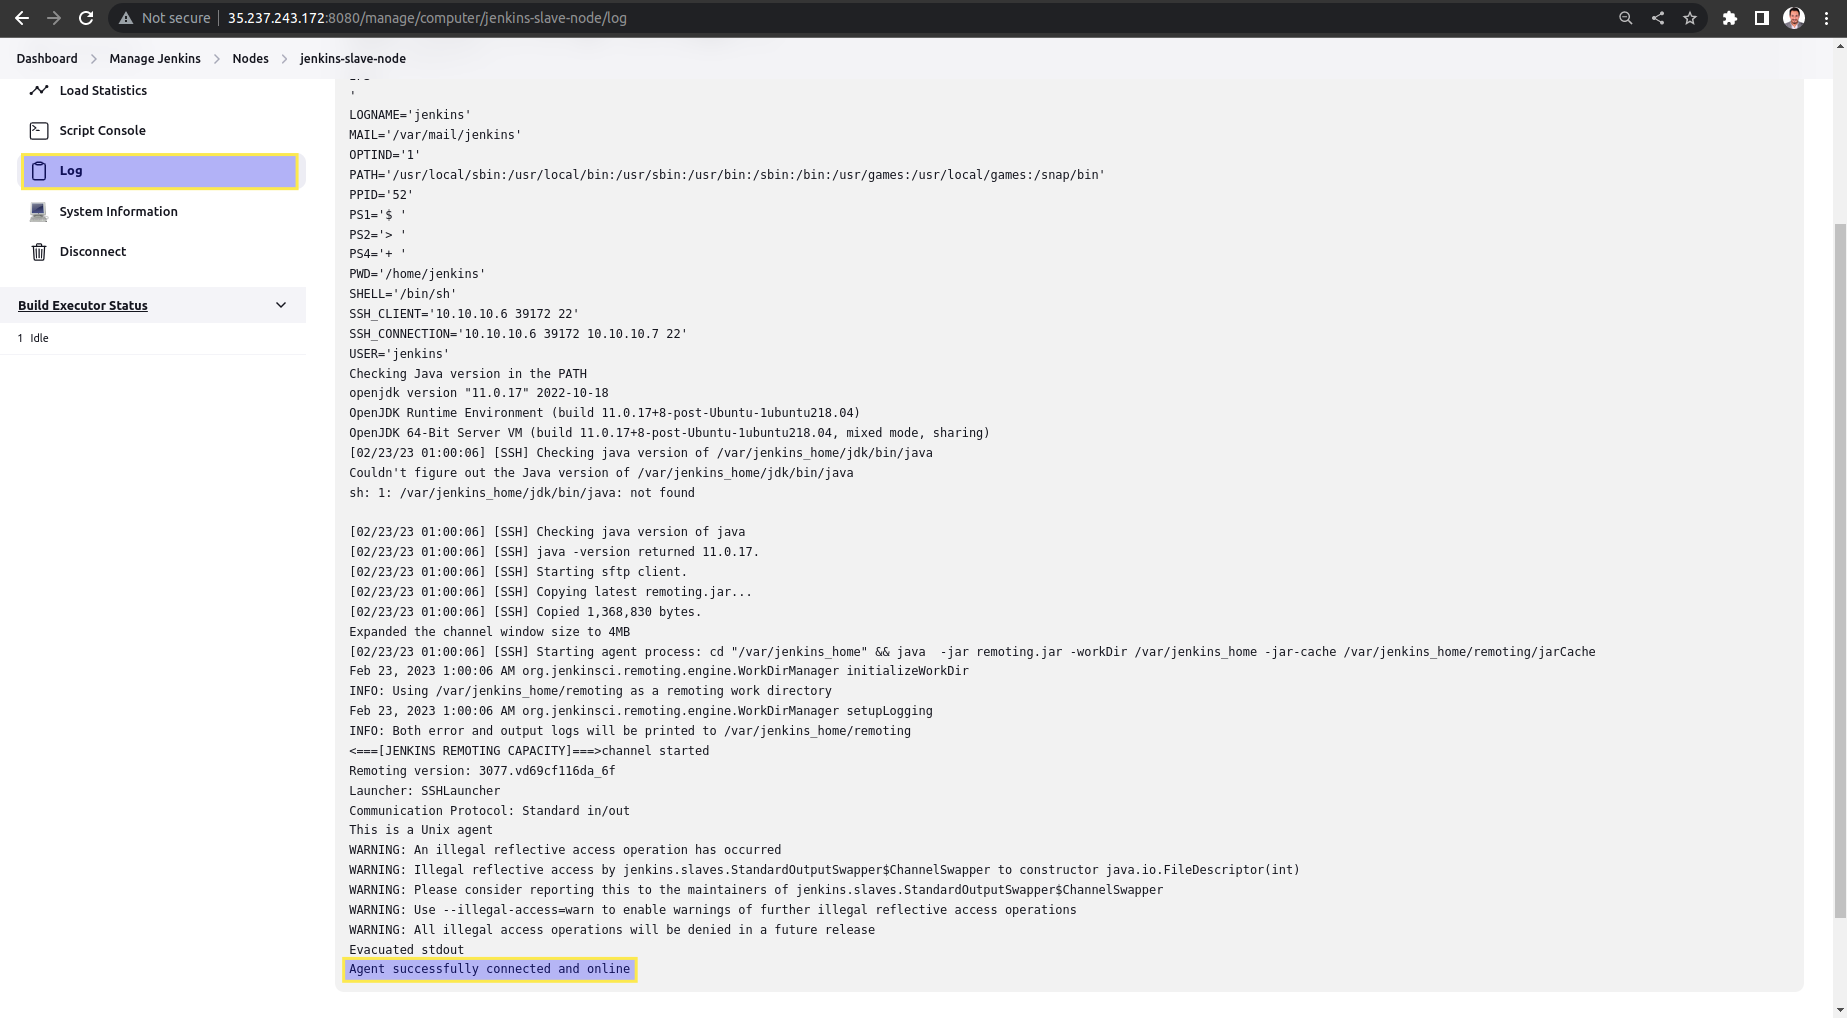 Not secure
35.237.243.172:8080/manage/computer/jenkins-slave-node/log
Dashboard
Manage Jenkins
Nodes
jenkins-slave-node
Load Statistics
Script Console
Log
System Information
Disconnect
Build Executor Status
1 Idle
'
LOGNAME='jenkins'
MAIL='/var/mail/jenkins'
OPTIND='1'
PATH='/usr/local/sbin:/usr/local/bin:/usr/sbin:/usr/bin:/sbin:/bin:/usr/games:/usr/local/games:/snap/bin'
PPID='52'
PS1='$ '
PS2='> '
PS4='+ '
PWD='/home/jenkins'
SHELL='/bin/sh'
SSH_CLIENT='10.10.10.6 39172 22'
SSH_CONNECTION='10.10.10.6 39172 10.10.10.7 22'
USER='jenkins'
Checking Java version in the PATH
openjdk version "11.0.17" 2022-10-18
OpenJDK Runtime Environment (build 11.0.17+8-post-Ubuntu-1ubuntu218.04)
OpenJDK 64-Bit Server VM (build 11.0.17+8-post-Ubuntu-1ubuntu218.04, mixed mode, sharing)
[02/23/23 01:00:06] [SSH] Checking java version of /var/jenkins_home/jdk/bin/java
Couldn't figure out the Java version of /var/jenkins_home/jdk/bin/java
sh: 1: /var/jenkins_home/jdk/bin/java: not found
[02/23/23 01:00:06] [SSH] Checking java version of java
[02/23/23 01:00:06] [SSH] java -version returned 11.0.17.
[02/23/23 01:00:06] [SSH] Starting sftp client.
[02/23/23 01:00:06] [SSH] Copying latest remoting.jar...
[02/23/23 01:00:06] [SSH] Copied 1,368,830 bytes.
Expanded the channel window size to 4MB
[02/23/23 01:00:06] [SSH] Starting agent process: cd "/var/jenkins_home" && java  -jar remoting.jar -workDir /var/jenkins_home -jar-cache /var/jenkins_home/remoting/jarCache
Feb 23, 2023 1:00:06 AM org.jenkinsci.remoting.engine.WorkDirManager initializeWorkDir
INFO: Using /var/jenkins_home/remoting as a remoting work directory
Feb 23, 2023 1:00:06 AM org.jenkinsci.remoting.engine.WorkDirManager setupLogging
INFO: Both error and output logs will be printed to /var/jenkins_home/remoting
<===[JENKINS REMOTING CAPACITY]===>channel started
Remoting version: 3077.vd69cf116da_6f
Launcher: SSHLauncher
Communication Protocol: Standard in/out
This is a Unix agent
WARNING: An illegal reflective access operation has occurred
WARNING: Illegal reflective access by jenkins.slaves.StandardOutputSwapper$ChannelSwapper to constructor java.io.FileDescriptor(int)
WARNING: Please consider reporting this to the maintainers of jenkins.slaves.StandardOutputSwapper$ChannelSwapper
WARNING: Use --illegal-access=warn to enable warnings of further illegal reflective access operations
WARNING: All illegal access operations will be denied in a future release
Evacuated stdout
Agent successfully connected and online